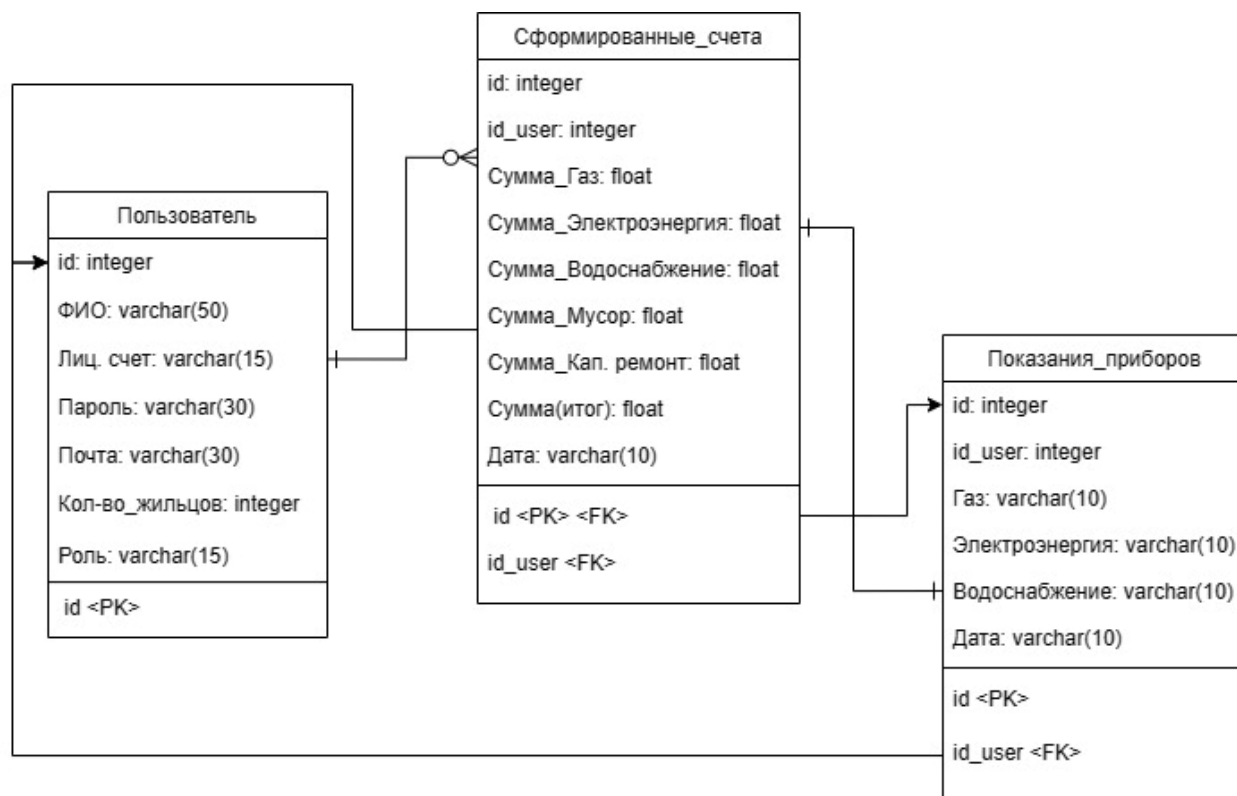 Сформированные_счета
id: integer
id_user: integer
Сумма_Газ: float
Сумма_Электроэнергия: float
Сумма_Водоснабжение: float
Сумма_Мусор: float
Сумма_Кап. ремонт: float
Сумма(итог): float
Дата: varchar(10)
id <PK> <FK>
id_user <FK>
Пользователь
id: integer
ФИО: varchar(50)
Лиц. счет: varchar(15)
Пароль: varchar(30)
Почта: varchar(30)
Кол-во_жильцов: integer
Роль: varchar(15)
id <PK>
Показания_приборов
id: integer
id_user: integer
Газ: varchar(10)
Электроэнергия: varchar(10)
Водоснабжение: varchar(10)
Дата: varchar(10)
id <PK>
id_user <FK>